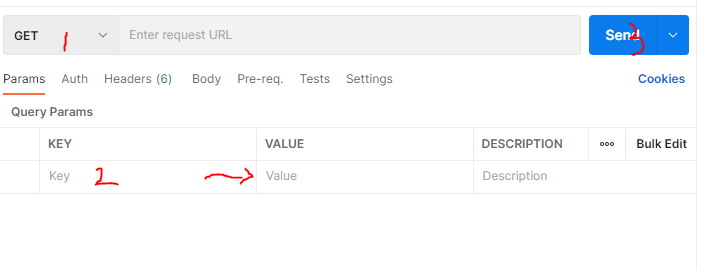 GET 1 Enter request URL Send 3
Params Auth Headers (6) Body Pre-req. Tests Settings Cookies
Query Params
KEY VALUE DESCRIPTION ooo Bulk Edit
Key 2 → Value Description